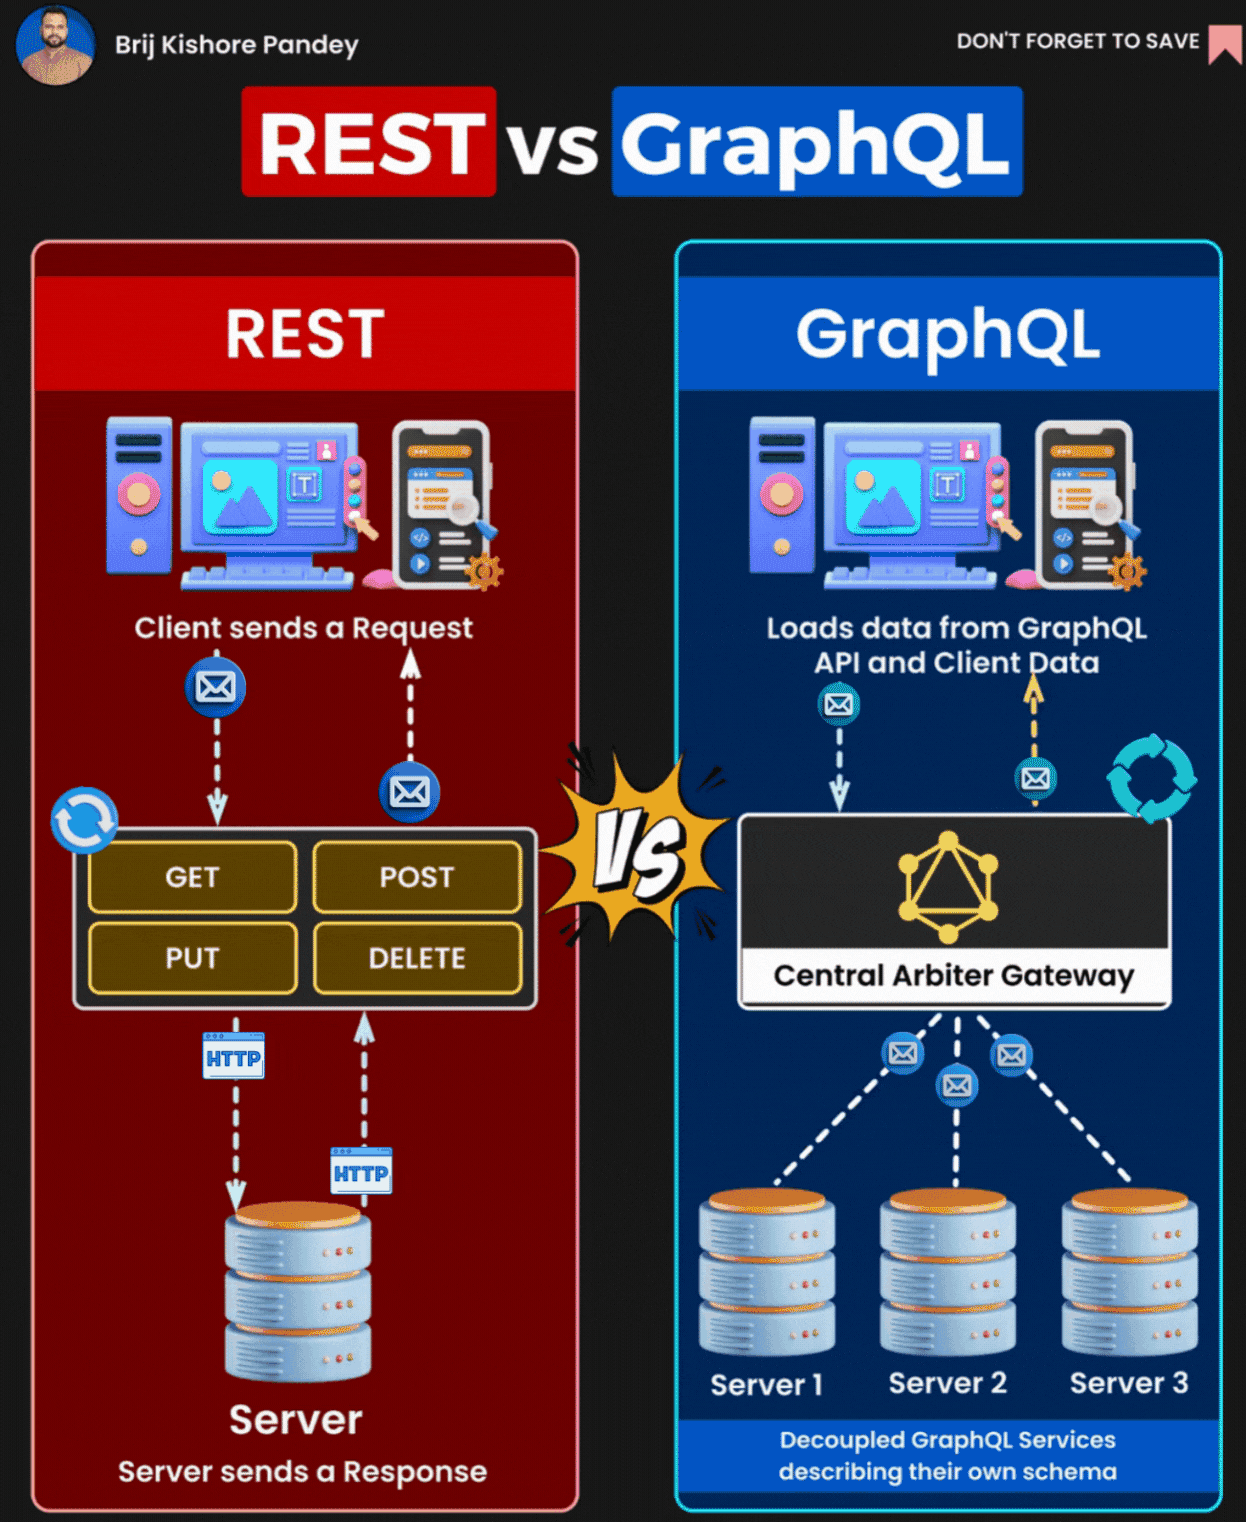 Brij Kishore Pandey
DON'T FORGET TO SAVE
REST vs GraphQL
REST
Client sends a Request
GET
POST
PUT
DELETE
HTTP
HTTP
Server
Server sends a Response
VS
GraphQL
Loads data from GraphQL
API and Client Data
Central Arbiter Gateway
Server 1
Server 2
Server 3
Decoupled GraphQL Services
describing their own schema